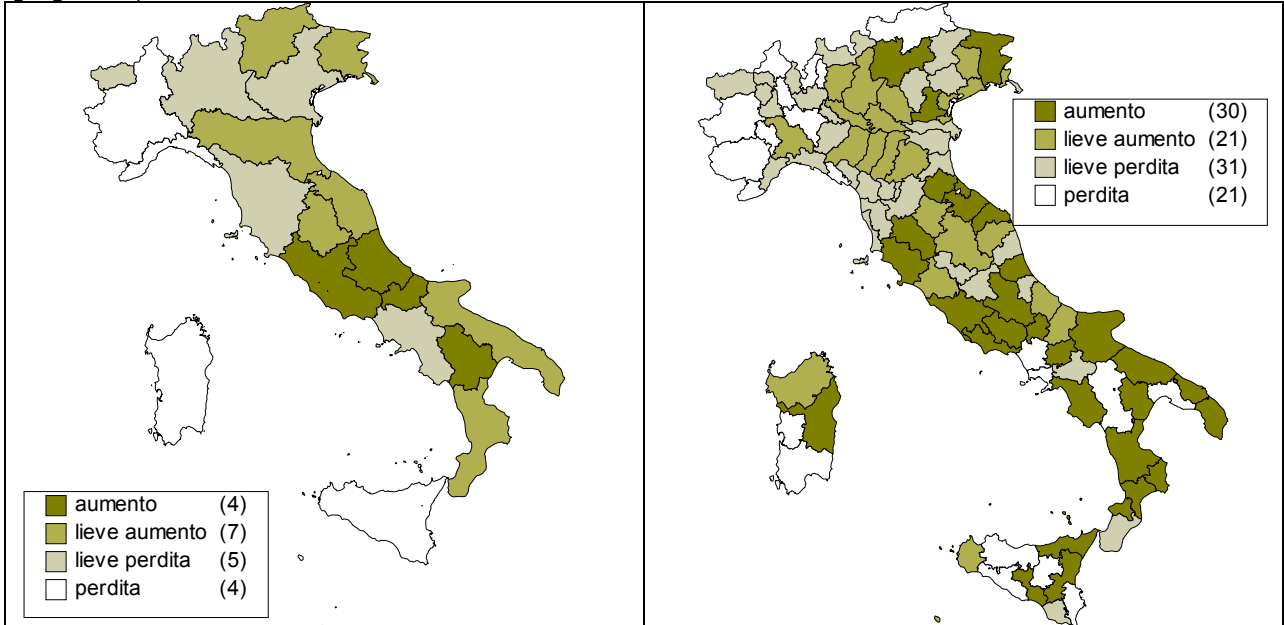 aumento (4)
lieve aumento (7)
lieve perdita (5)
perdita (4)
aumento (30)
lieve aumento (21)
lieve perdita (31)
perdita (21)